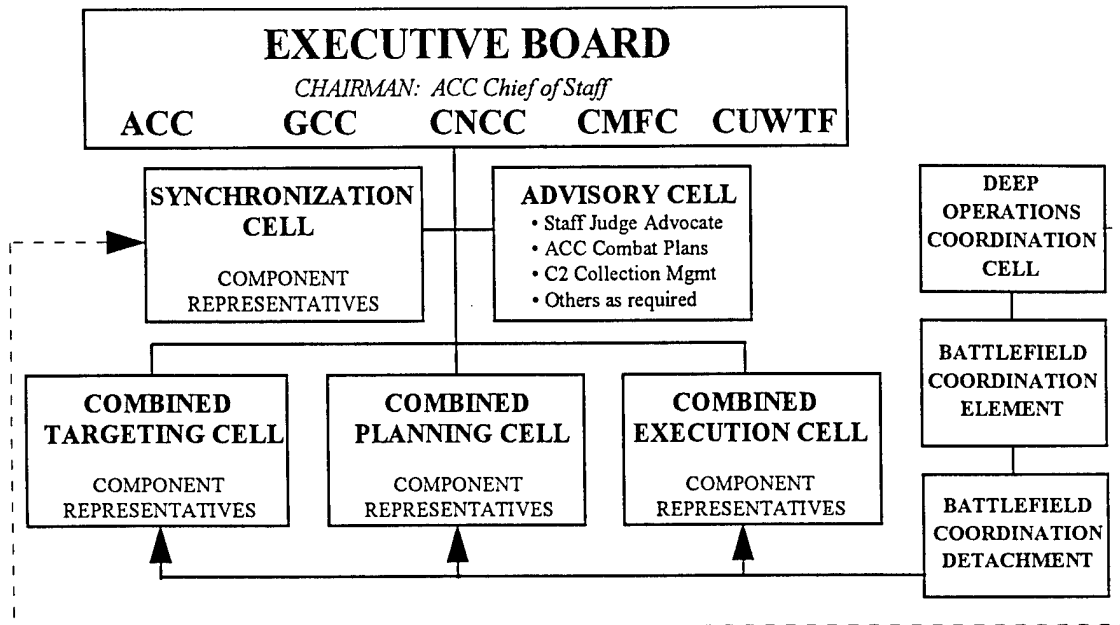 EXECUTIVE BOARD
CHAIRMAN: ACC Chief of Staff
ACC GCC CNCC CMFC CUWTF
SYNCHRONIZATION
CELL
COMPONENT
REPRESENTATIVES
ADVISORY CELL
• Staff Judge Advocate
• ACC Combat Plans
• C2 Collection Mgmt
• Others as required
DEEP
OPERATIONS
COORDINATION
CELL
BATTLEFIELD
COORDINATION
ELEMENT
COMBINED
TARGETING CELL
COMPONENT
REPRESENTATIVES
COMBINED
PLANNING CELL
COMPONENT
REPRESENTATIVES
COMBINED
EXECUTION CELL
COMPONENT
REPRESENTATIVES
BATTLEFIELD
COORDINATION
DETACHMENT